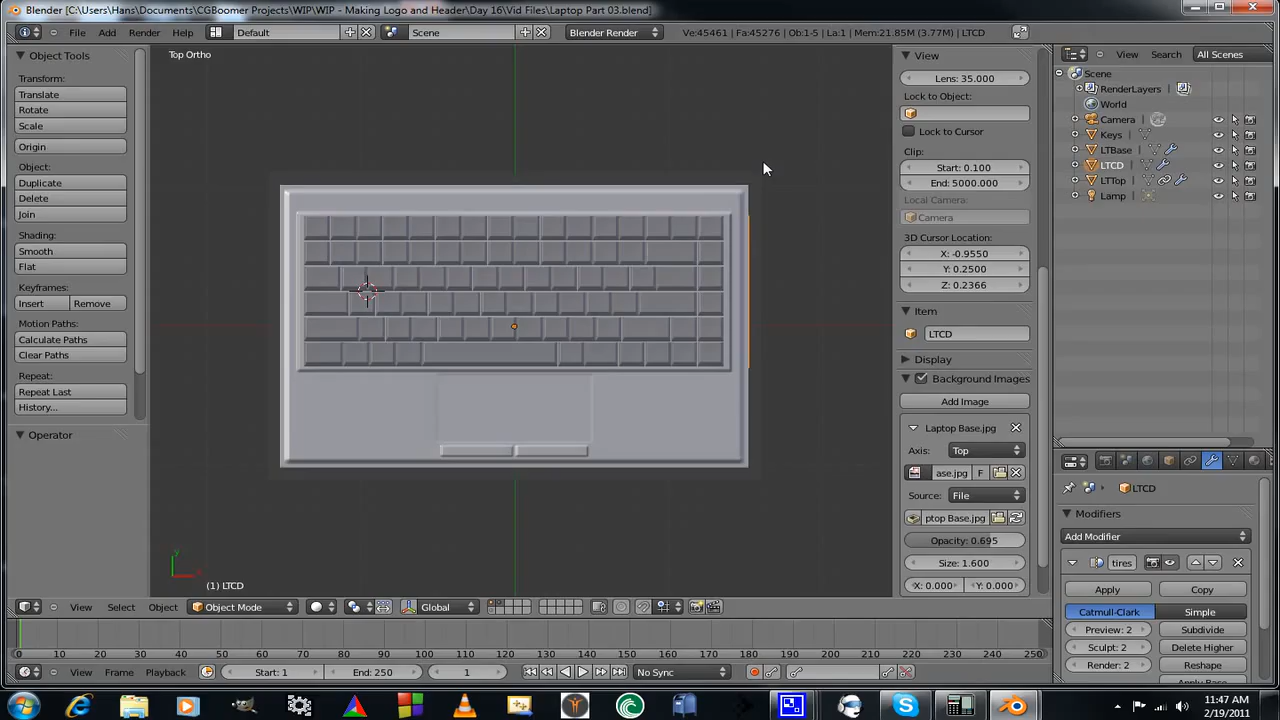 Blender [C:\Users\Hans\Documents\CGBoomer Projects\WIP\WIP - Making Logo and Header\Day 16\Vid Files\Laptop Part 03.blend]
File Add Render Help Default Scene Blender Render Ve:45461 | Fa:45276 | Ob:1-5 | La:1 | Mem:21.85M (3.77M) | LTCD
Object Tools
Transform:
Translate
Rotate
Scale
Origin
Object:
Duplicate
Delete
Join
Shading:
Smooth
Flat
Keyframes:
Insert Remove
Motion Paths:
Calculate Paths
Clear Paths
Repeat:
Repeat Last
History...
Operator
Top Ortho
(1) LTCD
View
Lens: 35.000
Lock to Object:
Lock to Cursor
Clip:
Start: 0.100
End: 5000.000
Local Camera:
Camera
3D Cursor Location:
X: -0.9550
Y: 0.2500
Z: 0.2366
Item
LTCD
Display
Background Images
Add Image
Laptop Base.jpg
Axis: Top
ase.jpg F
Source: File
ptop Base.jpg
Opacity: 0.695
Size: 1.600
X: 0.000 Y: 0.000
View Search All Scenes
Scene
RenderLayers
World
Camera
Keys
LTBase
LTCD
LTTop
Lamp
LTCD
Modifiers
Add Modifier
tires
Apply Copy
Catmull-Clark Simple
Preview: 2 Subdivide
Sculpt: 2 Delete Higher
Render: 2 Reshape
Apply Base
View Select Object Object Mode Global
0 10 20 30 40 50 60 70 80 90 100 110 120 130 140 150 160 170 180 190 200 210 220 230 240 250
View Frame Playback Start: 1 End: 250 1 No Sync
11:47 AM
2/19/2011